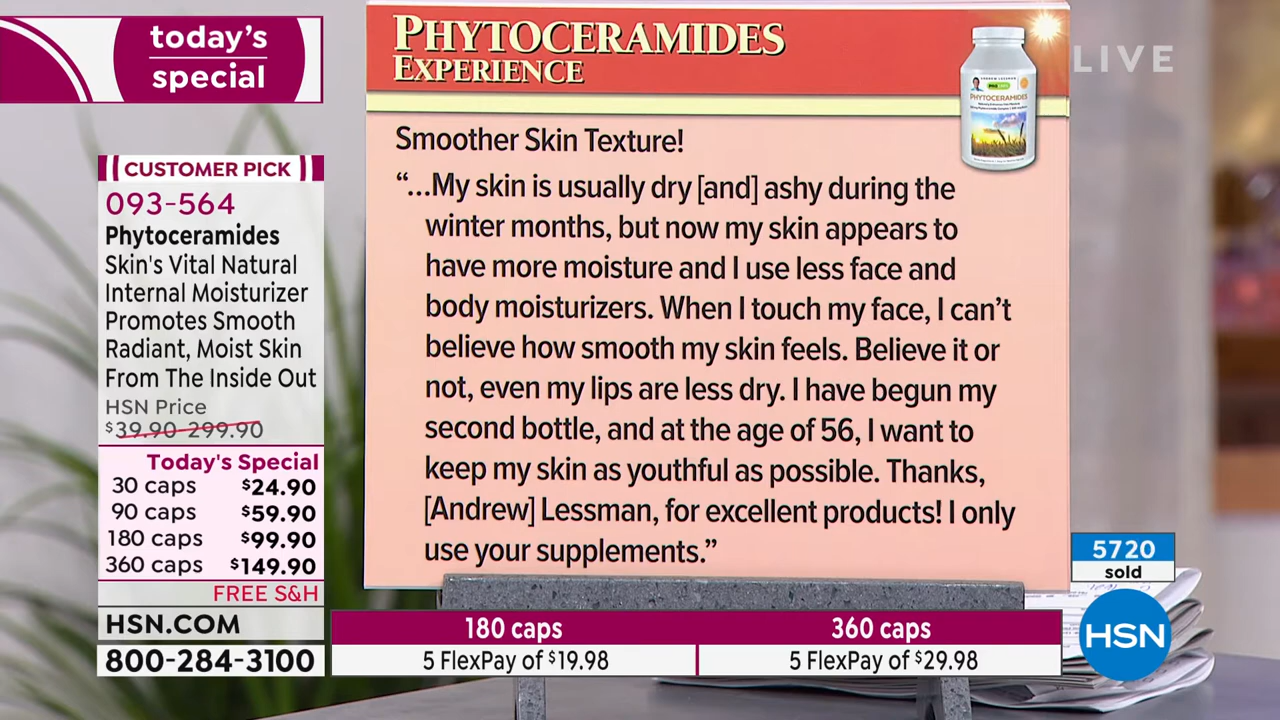 today's
special
CUSTOMER PICK
093-564
Phytoceramides
Skin's Vital Natural
Internal Moisturizer
Promotes Smooth
Radiant, Moist Skin
From The Inside Out
HSN Price
$39.90-299.90
Today's Special
30 caps $24.90
90 caps $59.90
180 caps $99.90
360 caps $149.90
FREE S&H
HSN.COM
800-284-3100
PHYTOCERAMIDES
EXPERIENCE
LIVE
PHYTOCERAMIDES
Smoother Skin Texture!
“...My skin is usually dry [and] ashy during the
winter months, but now my skin appears to
have more moisture and I use less face and
body moisturizers. When I touch my face, I can't
believe how smooth my skin feels. Believe it or
not, even my lips are less dry. I have begun my
second bottle, and at the age of 56, I want to
keep my skin as youthful as possible. Thanks,
[Andrew] Lessman, for excellent products! I only
use your supplements.”
5720
sold
HSN
180 caps
5 FlexPay of $19.98
360 caps
5 FlexPay of $29.98